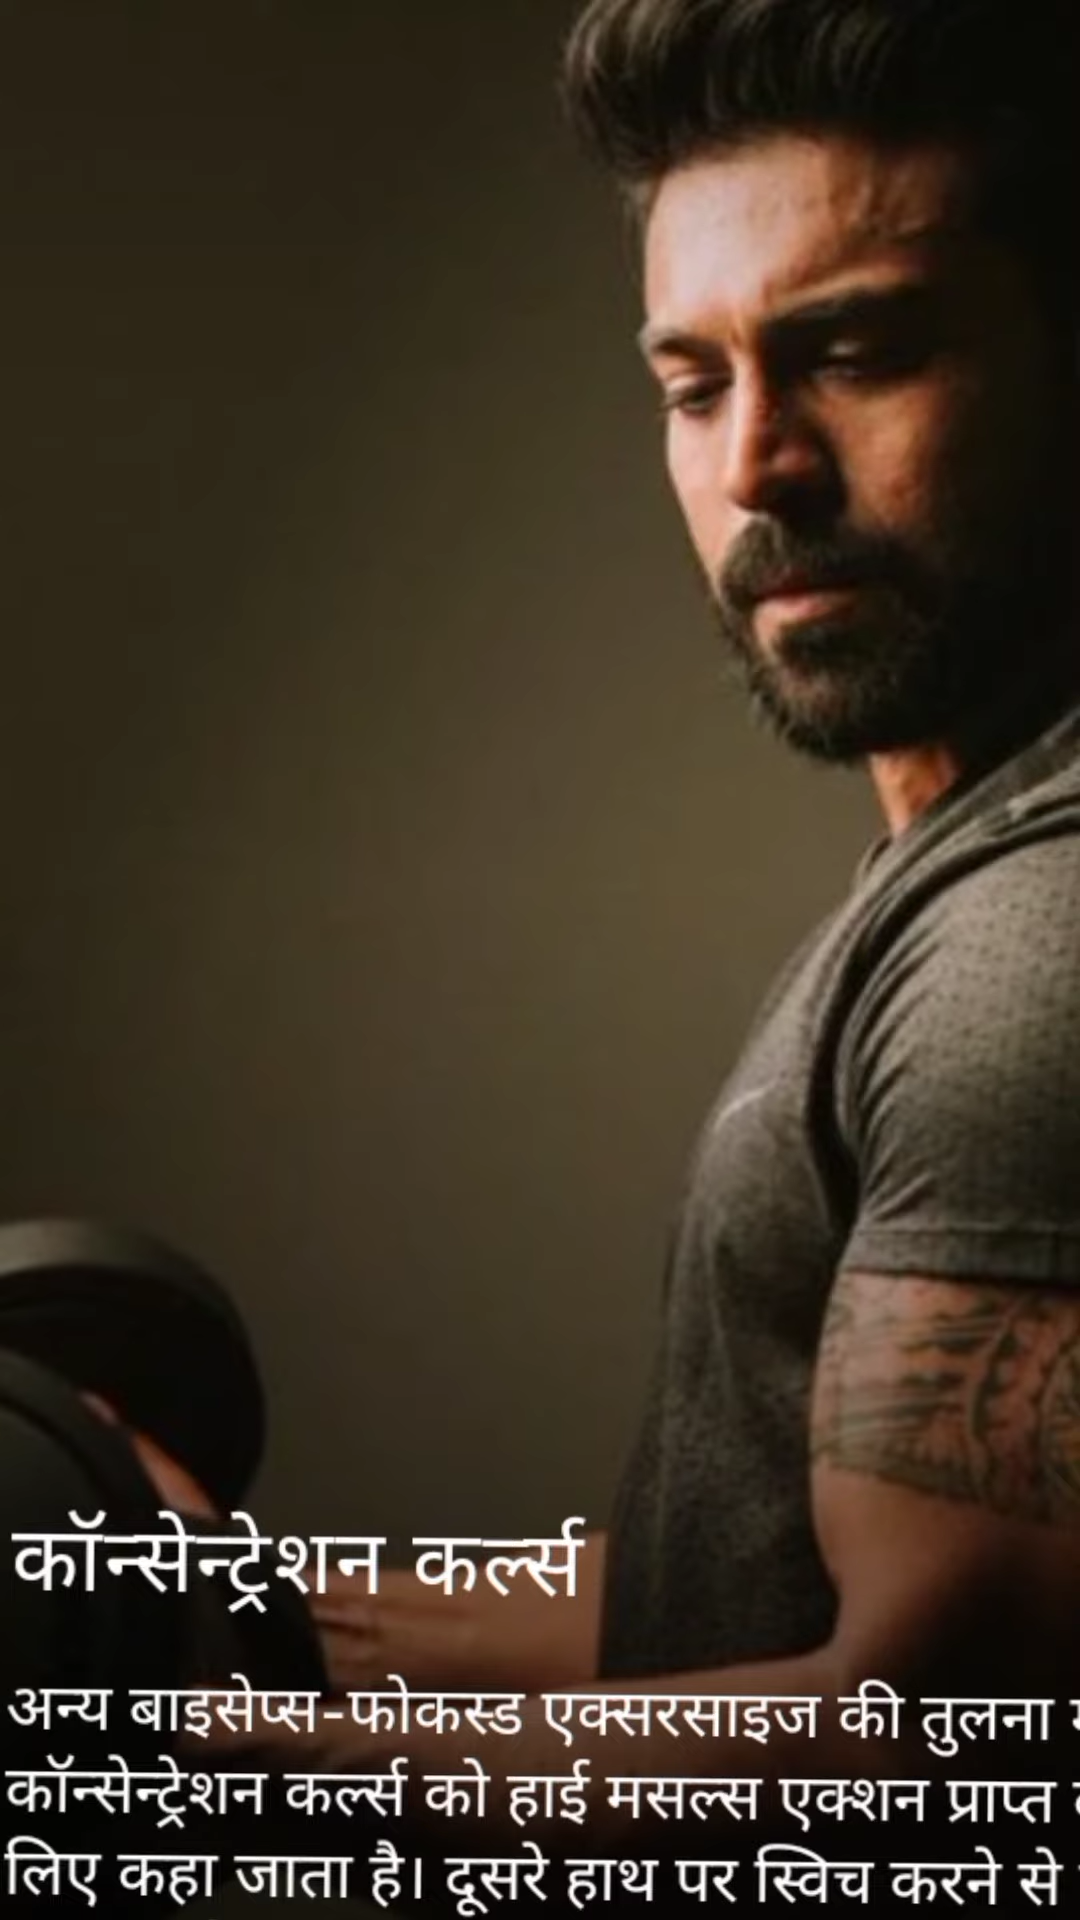 कॉन्सेन्ट्रेशन कर्ल्स
अन्य बाइसेप्स-फोकस्ड एक्सरसाइज की तुलना
कॉन्सेन्ट्रेशन कर्ल्स को हाई मसल्स एक्शन प्राप्त
लिए कहा जाता है। दूसरे हाथ पर स्विच करने से